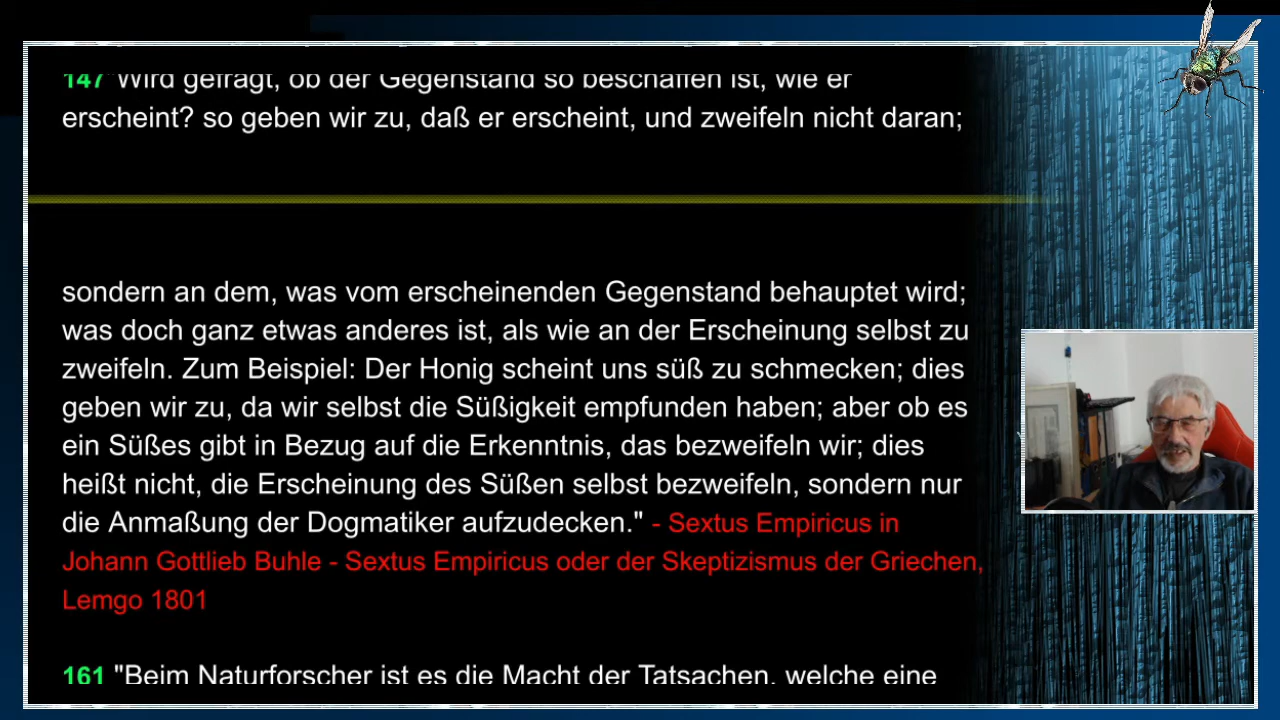 147 Wird gefragt, ob der Gegenstand so beschaffen ist, wie er
erscheint? so geben wir zu, daß er erscheint, und zweifeln nicht daran;
sondern an dem, was vom erscheinenden Gegenstand behauptet wird;
was doch ganz etwas anderes ist, als wie an der Erscheinung selbst zu
zweifeln. Zum Beispiel: Der Honig scheint uns süß zu schmecken; dies
geben wir zu, da wir selbst die Süßigkeit empfunden haben; aber ob es
ein Süßes gibt in Bezug auf die Erkenntnis, das bezweifeln wir; dies
heißt nicht, die Erscheinung des Süßen selbst bezweifeln, sondern nur
die Anmaßung der Dogmatiker aufzudecken." - Sextus Empiricus in
Johann Gottlieb Buhle - Sextus Empiricus oder der Skeptizismus der Griechen,
Lemgo 1801
161 "Beim Naturforscher ist es die Macht der Tatsachen, welche eine